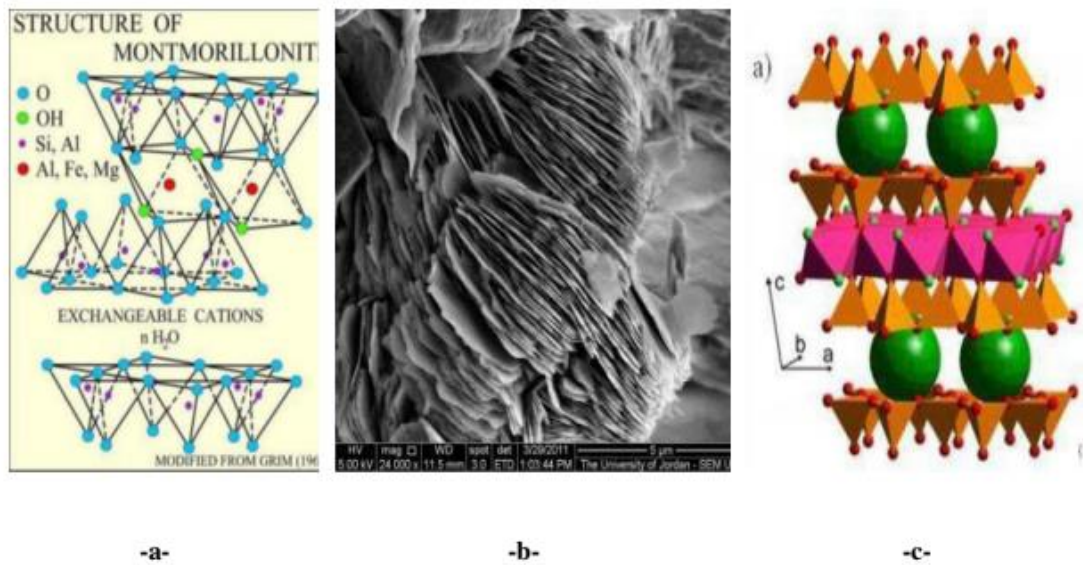 STRUCTURE OF
MONTMORILLONIT
O
OH
Si, Al
Al, Fe, Mg
EXCHANGEABLE CATIONS
n H₂O
MODIFIED FROM GRIM (196
HV mag □ WD spot det 3/29/2011 5 µm
5.00 kV 24 000 x 11.5 mm 3.0 ETD 1:03:44 PM The University of Jordan - SEM U
a)
c
b
a
-a-
-b-
-c-